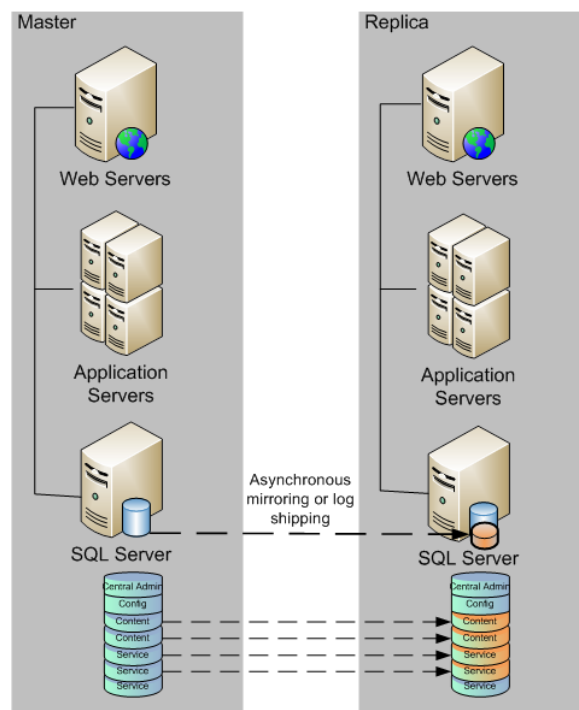 Master
Replica
Web Servers
Web Servers
Application
Servers
Application
Servers
Asynchronous
mirroring or log
shipping
SQL Server
SQL Server
Central Admin
Config
Content
Content
Service
Service
Service
Central Admin
Config
Content
Content
Service
Service
Service